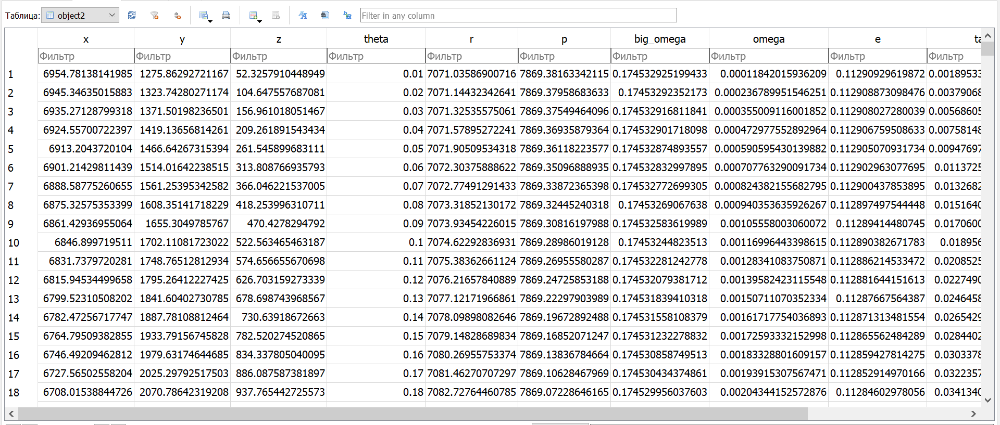 Таблица: object2 Filter in any column
x y z theta r p big_omega omega e ta
Фильтр Фильтр Фильтр Фильтр Фильтр Фильтр Фильтр Фильтр Фильтр Фильтр
1 6954.78138141985 1275.86292721167 52.3257910448949 0.01 7071.03586900716 7869.38163342115 0.174532925199433 0.00011842015936209 0.11290929619872 0.0018953
2 6945.34635015883 1323.74280271174 104.647557687081 0.02 7071.14432342641 7869.37958683633 0.17453292352173 0.000236789951546251 0.112908873098476 0.0037906
3 6935.27128799318 1371.50198236501 156.961018051467 0.03 7071.32535575061 7869.37549464096 0.174532916811841 0.000355009116001852 0.112908027280039 0.0056860
4 6924.55700722397 1419.13656814261 209.261891543434 0.04 7071.57895272241 7869.36935879364 0.174532901718098 0.000472977552892964 0.112906759508633 0.0075814
5 6913.2043720104 1466.64267315394 261.545899683111 0.05 7071.90509534318 7869.36118223577 0.174532874893557 0.000590595430139882 0.112905070931734 0.0094769
6 6901.21429811439 1514.01642238515 313.808766935793 0.06 7072.30375888622 7869.35096888935 0.174532832997895 0.000707763290091734 0.112902963077695 0.011372
7 6888.58775260655 1561.25395342582 366.046221537005 0.07 7072.77491291433 7869.33872365398 0.174532772699305 0.000824382155682795 0.112900437853895 0.013268
8 6875.32575353399 1608.35141718229 418.253996310711 0.08 7073.31852130172 7869.32445240318 0.17453269067638 0.000940353635926267 0.112897497544448 0.015164
9 6861.42936955064 1655.3049785767 470.4278294792 0.09 7073.93454226015 7869.30816197988 0.174532583619989 0.00105558003060072 0.11289414480745 0.017060
10 6846.899719511 1702.11081723022 522.563465463187 0.1 7074.62292836931 7869.28986019128 0.17453244823513 0.00116996443398615 0.112890382671783 0.018956
11 6831.7379720281 1748.76512812934 574.656655670698 0.11 7075.38362661124 7869.26955580287 0.174532281242778 0.0012834108375087​1 0.112886214533472 0.020852
12 6815.94534499658 1795.26412227425 626.703159273339 0.12 7076.21657840889 7869.24725853188 0.174532079381712 0.00139582423115548 0.112881644151613 0.022749
13 6799.52310508202 1841.60402730785 678.698743968567 0.13 7077.12171966861 7869.22297903989 0.174531839410318 0.00150711070352334 0.11287667564387 0.024645
14 6782.47256717747 1887.78108812464 730.63918672663 0.14 7078.09898082646 7869.19672892488 0.174531558108379 0.00161717754036893 0.112871313481554 0.026542
15 6764.79509382855 1933.79156745828 782.520274520865 0.15 7079.14828689834 7869.16852071247 0.174531232278832 0.00172593332152998 0.112865562484289 0.028440
16 6746.49209462812 1979.63174644685 834.337805040095 0.16 7080.26955753374 7869.13836784664 0.174530858749513 0.00183328801609157 0.112859427814275 0.030337
17 6727.56502558204 2025.29792517503 886.087587381897 0.17 7081.46270707297 7869.10628467969 0.174530434374861 0.00193915307567471 0.112852914970166 0.032235
18 6708.01538844726 2070.78642319208 937.765442725573 0.18 7082.72764460785 7869.07228646165 0.174529956037603 0.00204344152572876 0.11284602978056 0.034134